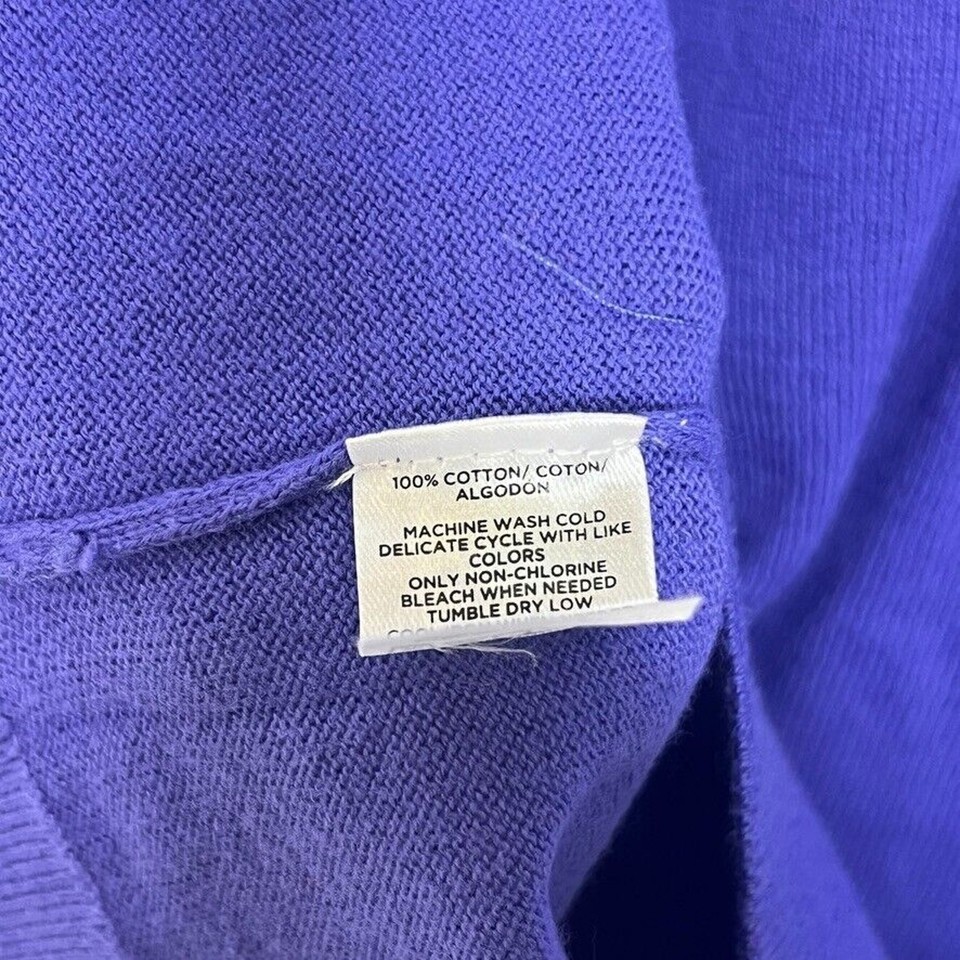 100% COTTON/ COTON/
ALGODÓN
MACHINE WASH COLD
DELICATE CYCLE WITH LIKE
COLORS
ONLY NON-CHLORINE
BLEACH WHEN NEEDED
TUMBLE DRY LOW